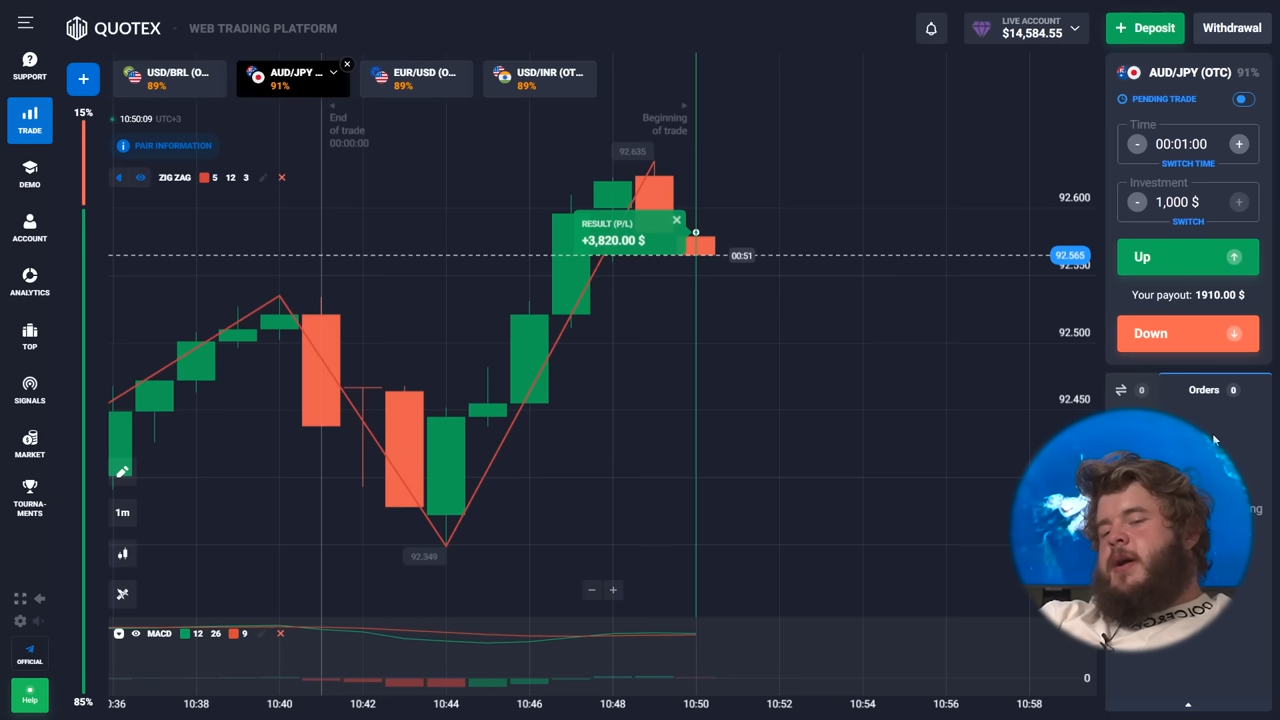 QUOTEX
WEB TRADING PLATFORM
LIVE ACCOUNT
$14,584.55
+ Deposit
Withdrawal
SUPPORT
TRADE
DEMO
ACCOUNT
ANALYTICS
TOP
SIGNALS
MARKET
TOURNA-
MENTS
OFFICIAL
Help
+
15%
85%
USD/BRL (O...
89%
AUD/JPY ...
91%
EUR/USD (O...
89%
USD/INR (OT...
89%
10:50:09 UTC+3
PAIR INFORMATION
ZIG ZAG 5 12 3
End
of trade
00:00:00
Beginning
of trade
92.635
RESULT (P/L)
+3,820.00 $
00:51
92.349
1m
MACD 12 26 9
92.600
92.565
92.550
92.500
92.450
0
0:36
10:38
10:40
10:42
10:44
10:46
10:48
10:50
10:52
10:54
10:56
10:58
AUD/JPY (OTC) 91%
PENDING TRADE
Time
- 00:01:00 +
SWITCH TIME
Investment
- 1,000 $ +
SWITCH
Up
Your payout: 1910.00 $
Down
0
Orders 0
ng